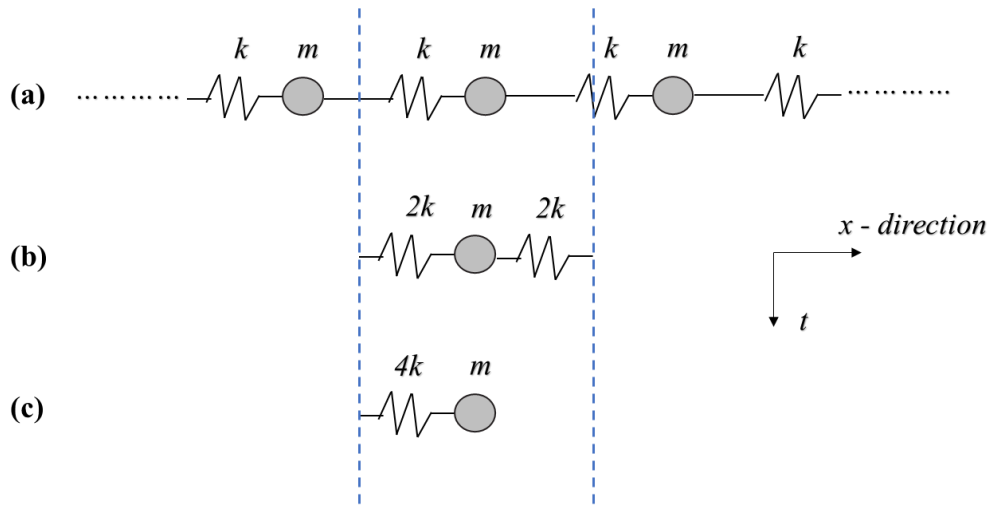 k m k m k m k
(a) ………… …………
2k m 2k
(b)
x - direction
t
4k m
(c)